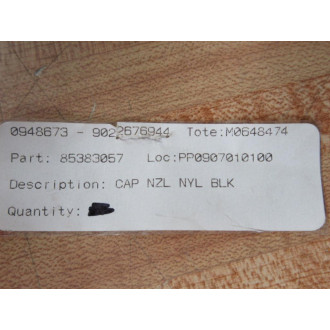 0948673 - 9022676944 Tote:M0648474
Part: 85383057 Loc:PP0907010100
Description: CAP NZL NYL BLK
Quantity: